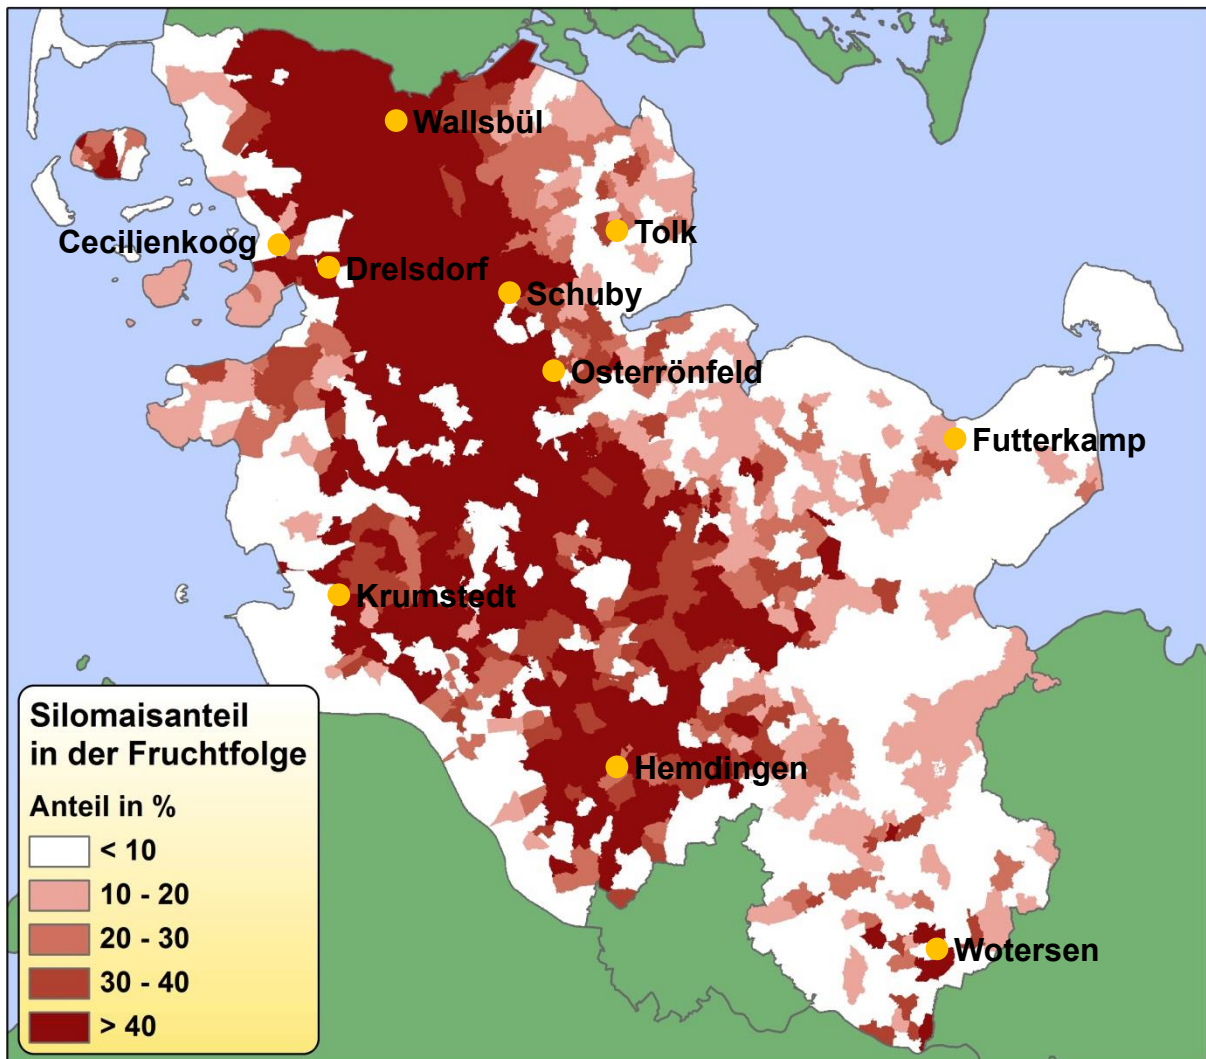 Wallsbül
Tolk
Cecilienkoog
Drelsdorf
Schuby
Osterrönfeld
Futterkamp
Krumstedt
Hemdingen
Wotersen
Silomaisanteil
in der Fruchtfolge
Anteil in %
< 10
10 - 20
20 - 30
30 - 40
> 40